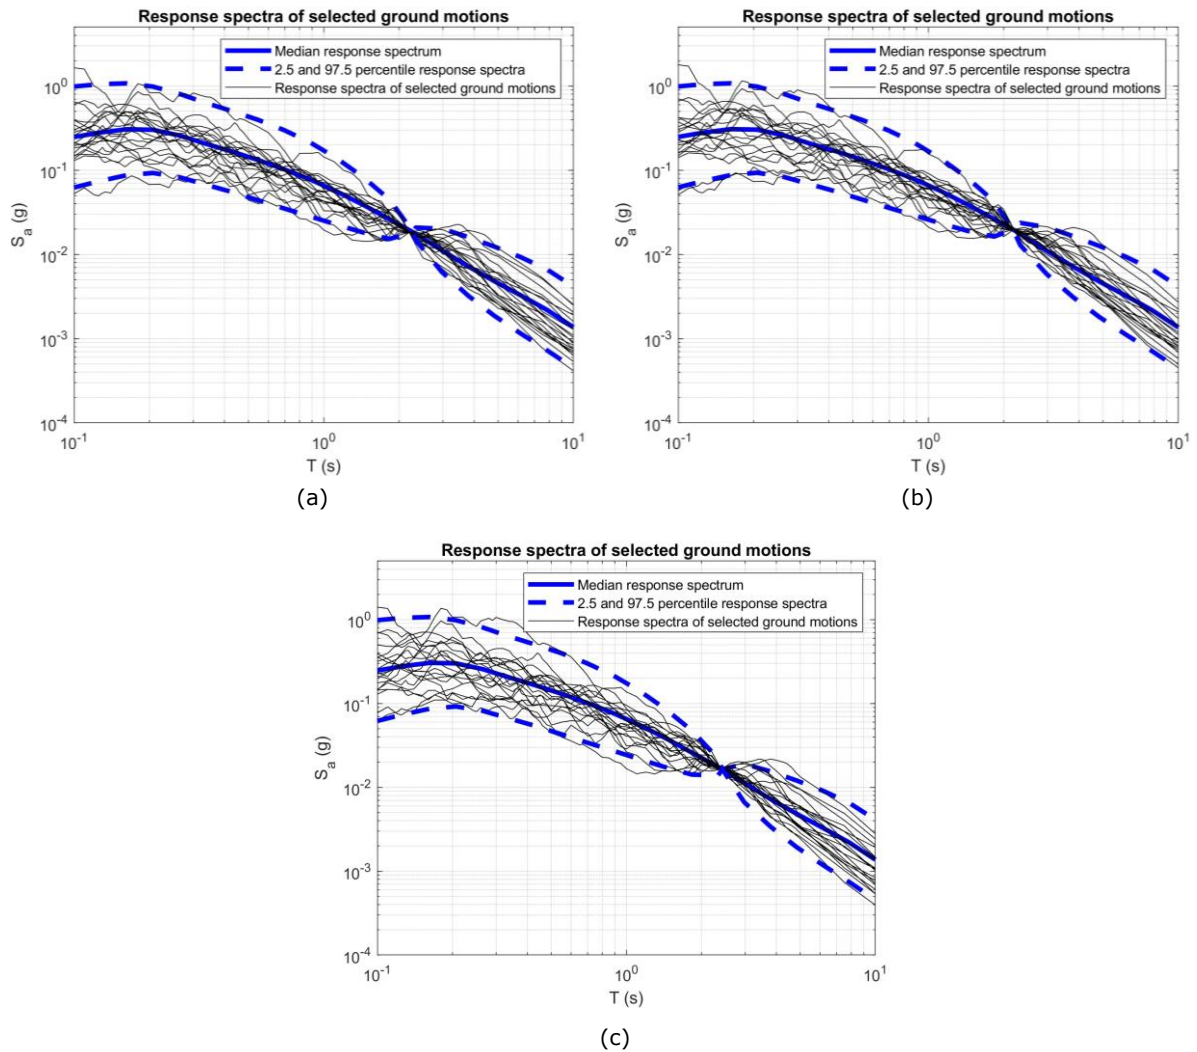 Response spectra of selected ground motions
Median response spectrum
2.5 and 97.5 percentile response spectra
Response spectra of selected ground motions
10^0
10^-1
10^-2
10^-3
10^-4
S_a (g)
10^-1
10^0
10^1
T (s)
(a)
Response spectra of selected ground motions
Median response spectrum
2.5 and 97.5 percentile response spectra
Response spectra of selected ground motions
10^0
10^-1
10^-2
10^-3
10^-4
S_a (g)
10^-1
10^0
10^1
T (s)
(b)
Response spectra of selected ground motions
Median response spectrum
2.5 and 97.5 percentile response spectra
Response spectra of selected ground motions
10^0
10^-1
10^-2
10^-3
10^-4
S_a (g)
10^-1
10^0
10^1
T (s)
(c)